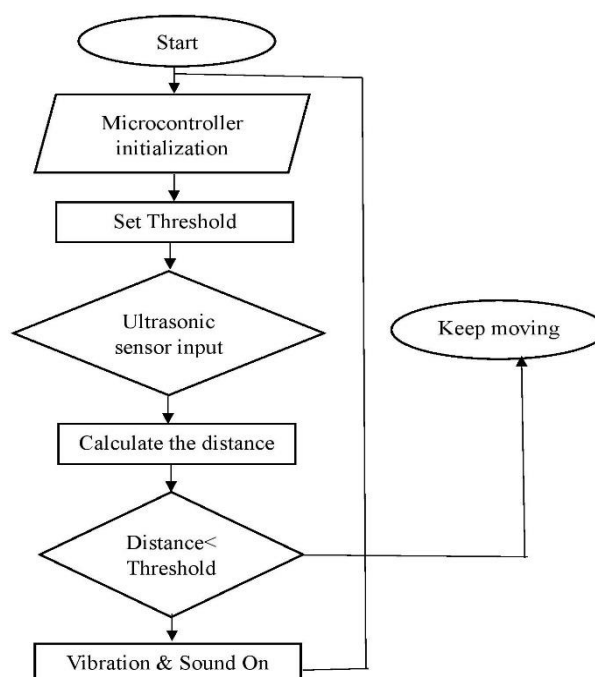 Start
Microcontroller
initialization
Set Threshold
Ultrasonic
sensor input
Keep moving
Calculate the distance
Distance<
Threshold
Vibration & Sound On